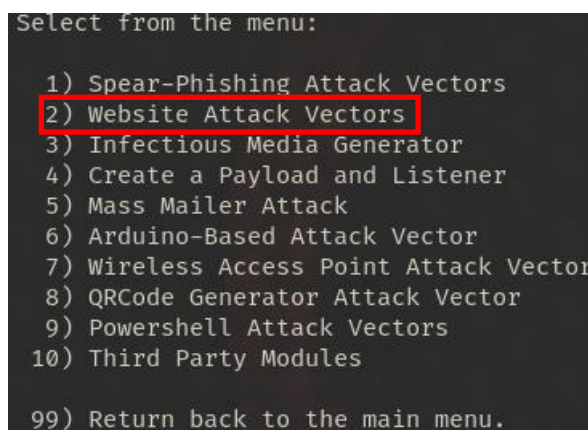 Select from the menu:
1) Spear-Phishing Attack Vectors
2) Website Attack Vectors
3) Infectious Media Generator
4) Create a Payload and Listener
5) Mass Mailer Attack
6) Arduino-Based Attack Vector
7) Wireless Access Point Attack Vector
8) QRCode Generator Attack Vector
9) Powershell Attack Vectors
10) Third Party Modules
99) Return back to the main menu.